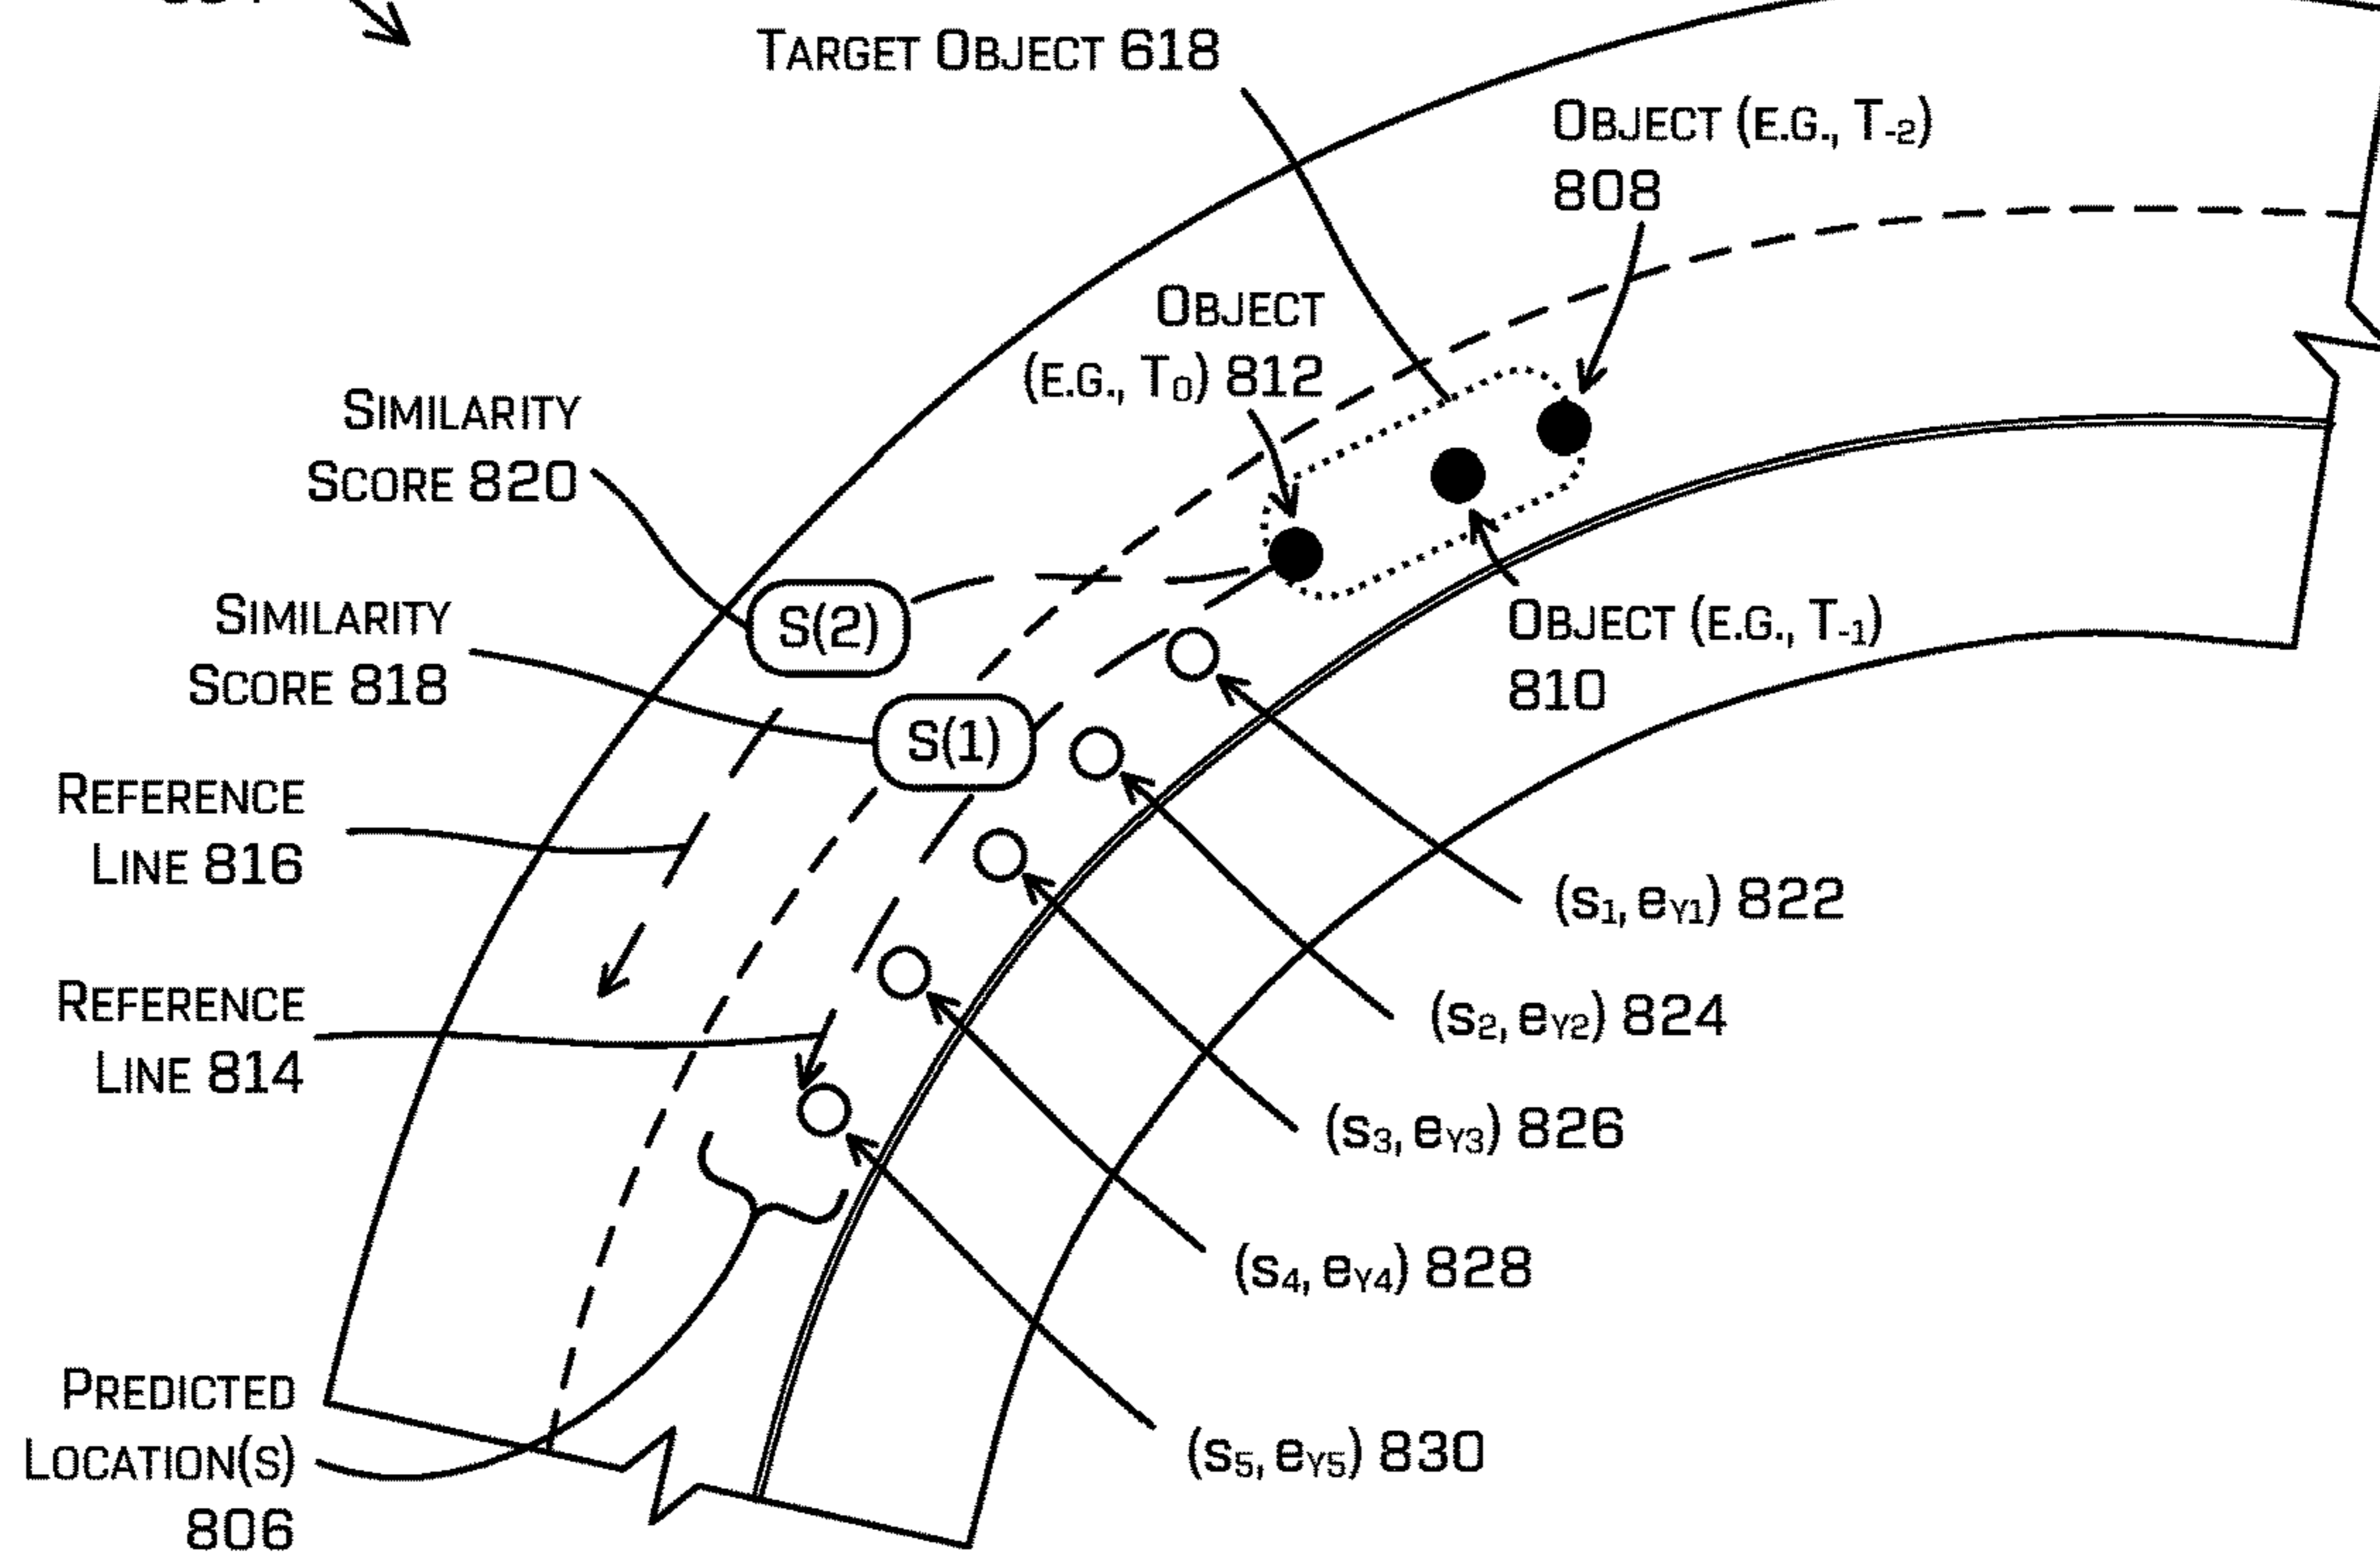 TARGET OBJECT 618
OBJECT (E.G., T-2)
808
OBJECT
(E.G., T0) 812
SIMILARITY
SCORE 820
S(2)
SIMILARITY
SCORE 818
S(1)
OBJECT (E.G., T-1)
810
REFERENCE
LINE 816
(s1, eY1) 822
REFERENCE
LINE 814
(s2, eY2) 824
(s3, eY3) 826
(s4, eY4) 828
PREDICTED
LOCATION(S)
806
(s5, eY5) 830